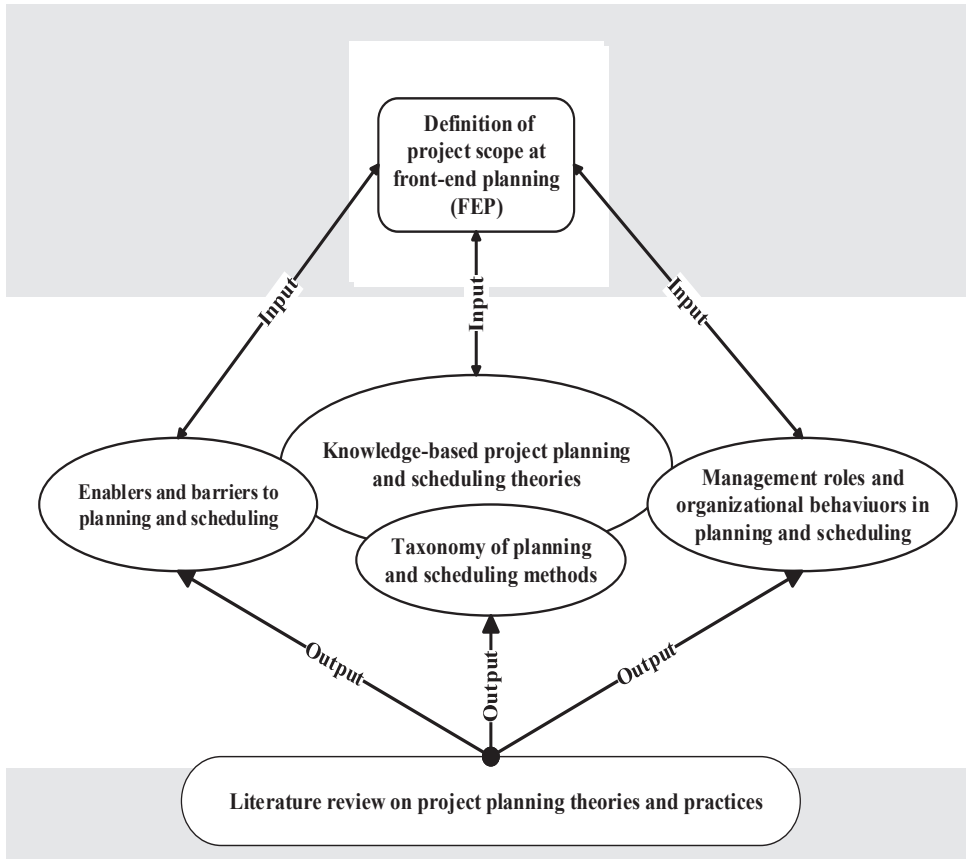 Definition of
project scope at
front-end planning
(FEP)
Input
Input
Input
Knowledge-based project planning
and scheduling theories
Enablers and barriers to
planning and scheduling
Management roles and
organizational behaviuors in
planning and scheduling
Taxonomy of planning
and scheduling methods
Output
Output
Output
Literature review on project planning theories and practices